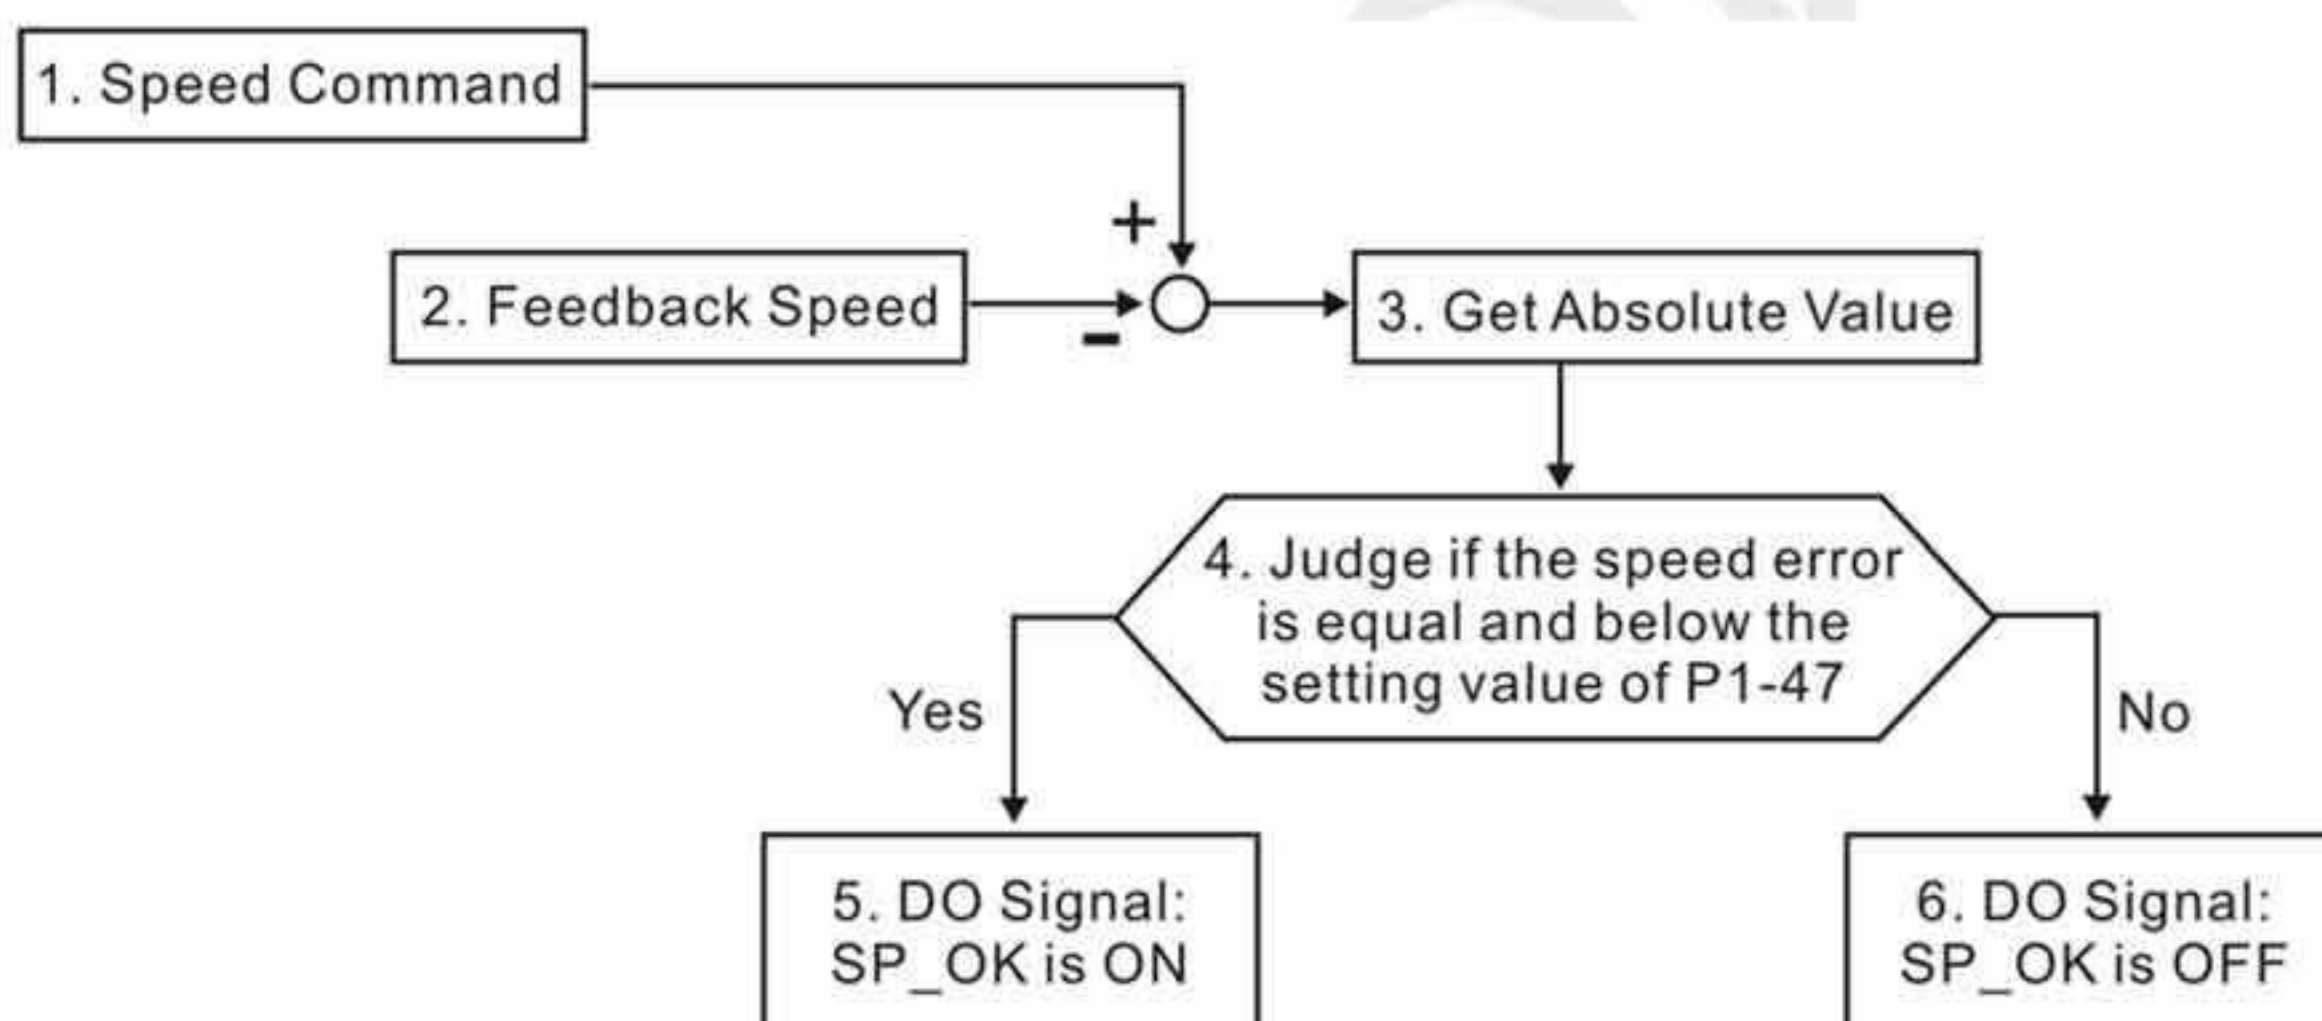 1. Speed Command
+
2. Feedback Speed
-
3. Get Absolute Value
4. Judge if the speed error
is equal and below the
setting value of P1-47
Yes
No
5. DO Signal:
SP_OK is ON
6. DO Signal:
SP_OK is OFF